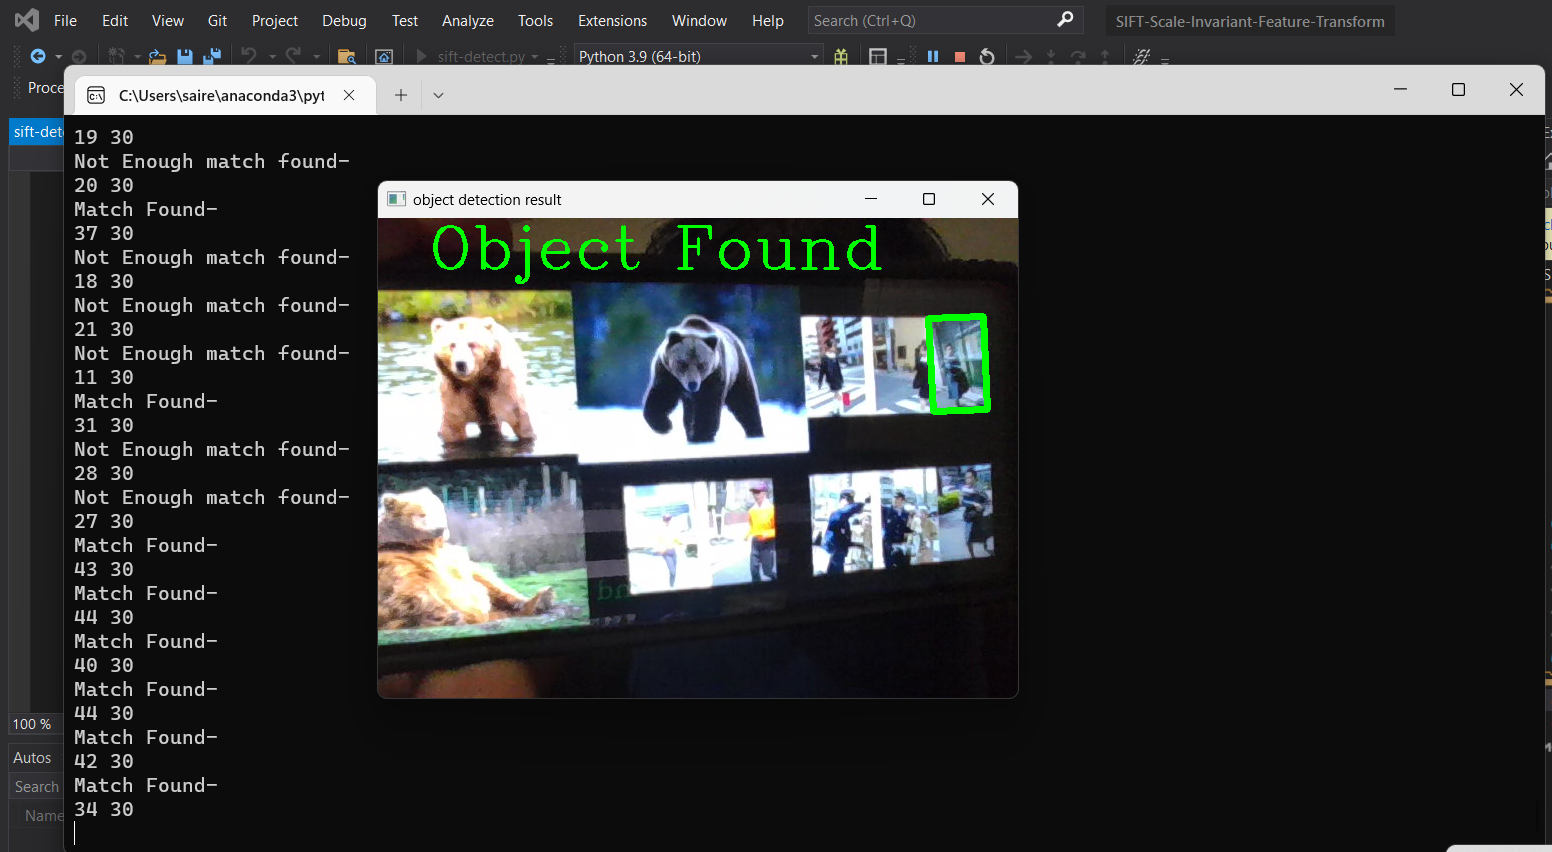 File Edit View Git Project Debug Test Analyze Tools Extensions Window Help Search (Ctrl+Q) SIFT-Scale-Invariant-Feature-Transform
sift-detect.py Python 3.9 (64-bit)
Proce
C:\Users\saire\anaconda3\pyt
sift-det
19 30
Not Enough match found-
20 30
Match Found-
37 30
Not Enough match found-
18 30
Not Enough match found-
21 30
Not Enough match found-
11 30
Match Found-
31 30
Not Enough match found-
28 30
Not Enough match found-
27 30
Match Found-
43 30
Match Found-
44 30
Match Found-
40 30
Match Found-
44 30
Match Found-
42 30
Match Found-
34 30
object detection result
Object Found
100 %
Autos
Search
Name